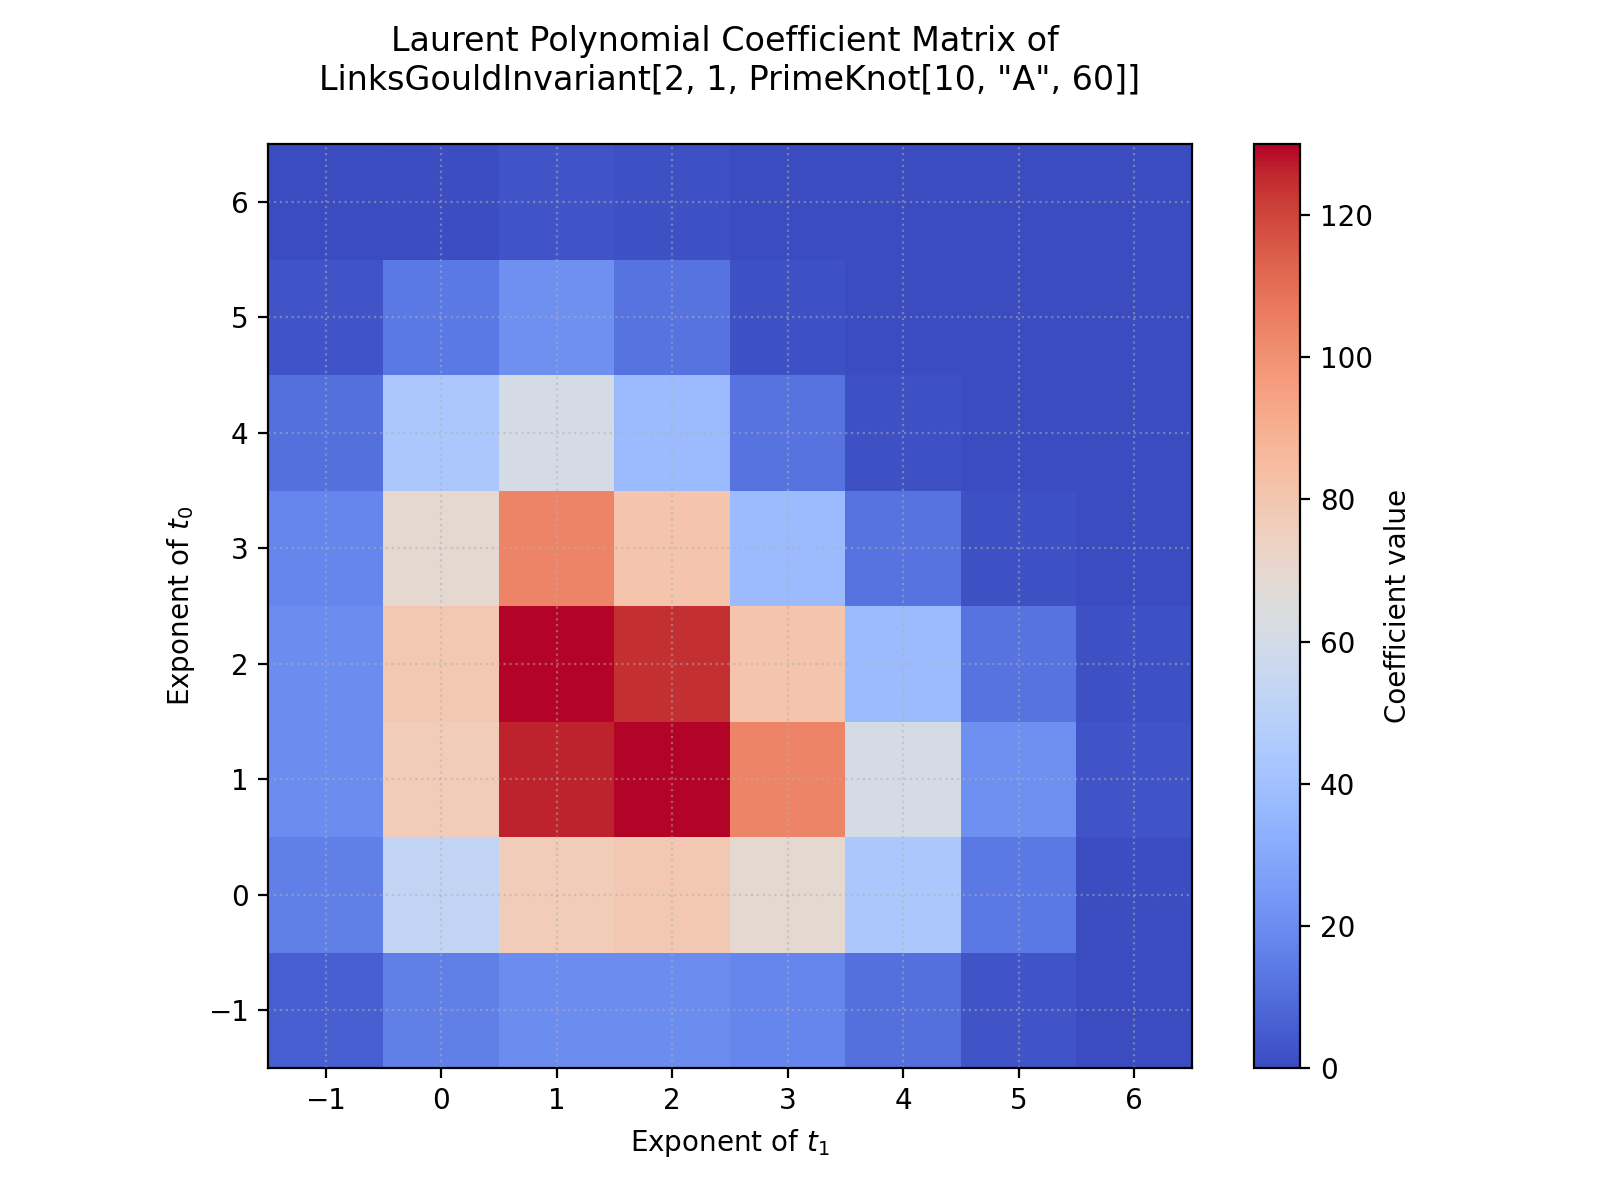 Laurent Polynomial Coefficient Matrix of
LinksGouldInvariant[2, 1, PrimeKnot[10, "A", 60]]
6
5
4
3
2
1
0
−1
Exponent of t₀
−1 0 1 2 3 4 5 6
Exponent of t₁
120
100
80
60
40
20
0
Coefficient value